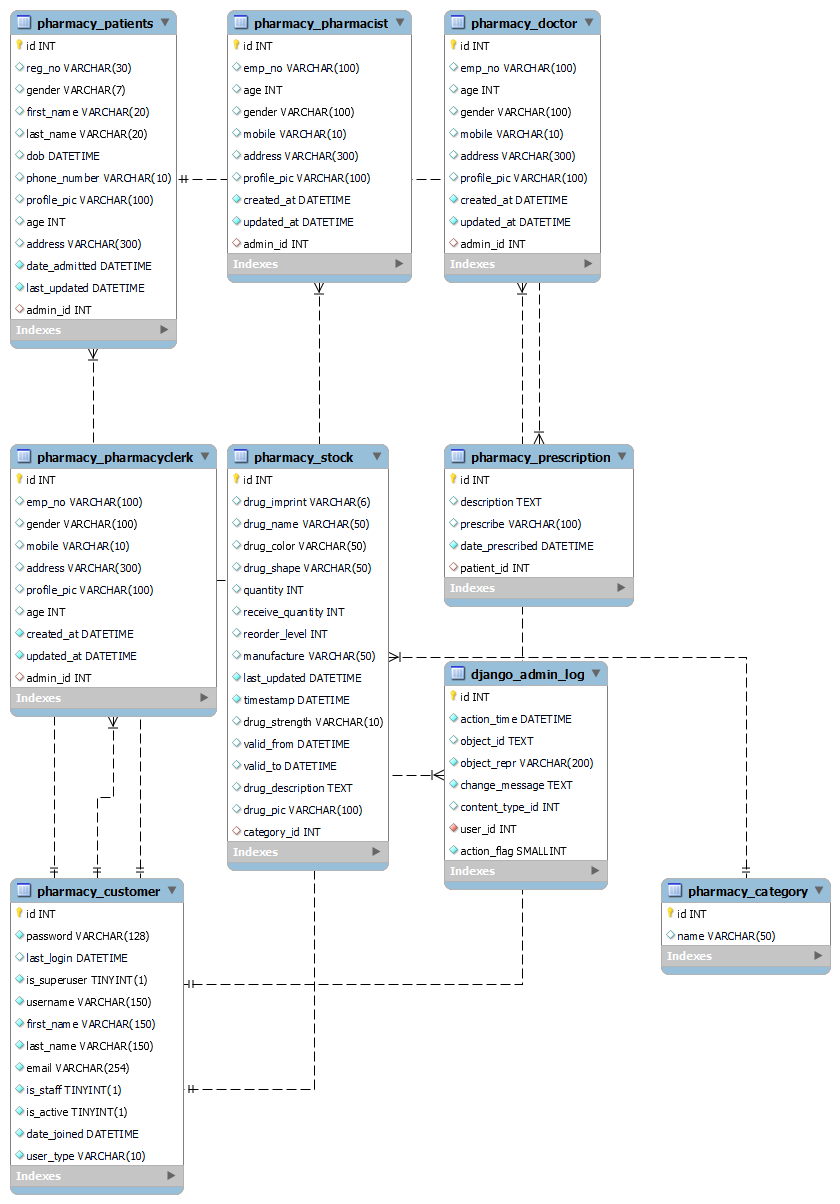 pharmacy_patients
id INT
reg_no VARCHAR(30)
gender VARCHAR(7)
first_name VARCHAR(20)
last_name VARCHAR(20)
dob DATETIME
phone_number VARCHAR(10)
profile_pic VARCHAR(100)
age INT
address VARCHAR(300)
date_admitted DATETIME
last_updated DATETIME
admin_id INT
Indexes
pharmacy_pharmacist
id INT
emp_no VARCHAR(100)
age INT
gender VARCHAR(100)
mobile VARCHAR(10)
address VARCHAR(300)
profile_pic VARCHAR(100)
created_at DATETIME
updated_at DATETIME
admin_id INT
Indexes
pharmacy_doctor
id INT
emp_no VARCHAR(100)
age INT
gender VARCHAR(100)
mobile VARCHAR(10)
address VARCHAR(300)
profile_pic VARCHAR(100)
created_at DATETIME
updated_at DATETIME
admin_id INT
Indexes
pharmacy_pharmacyclerk
id INT
emp_no VARCHAR(100)
gender VARCHAR(100)
mobile VARCHAR(10)
address VARCHAR(300)
profile_pic VARCHAR(100)
age INT
created_at DATETIME
updated_at DATETIME
admin_id INT
Indexes
pharmacy_stock
id INT
drug_imprint VARCHAR(6)
drug_name VARCHAR(50)
drug_color VARCHAR(50)
drug_shape VARCHAR(50)
quantity INT
receive_quantity INT
reorder_level INT
manufacture VARCHAR(50)
last_updated DATETIME
timestamp DATETIME
drug_strength VARCHAR(10)
valid_from DATETIME
valid_to DATETIME
drug_description TEXT
drug_pic VARCHAR(100)
category_id INT
Indexes
pharmacy_prescription
id INT
description TEXT
prescribe VARCHAR(100)
date_prescribed DATETIME
patient_id INT
Indexes
django_admin_log
id INT
action_time DATETIME
object_id TEXT
object_repr VARCHAR(200)
change_message TEXT
content_type_id INT
user_id INT
action_flag SMALLINT
Indexes
pharmacy_customer
id INT
password VARCHAR(128)
last_login DATETIME
is_superuser TINYINT(1)
username VARCHAR(150)
first_name VARCHAR(150)
last_name VARCHAR(150)
email VARCHAR(254)
is_staff TINYINT(1)
is_active TINYINT(1)
date_joined DATETIME
user_type VARCHAR(10)
Indexes
pharmacy_category
id INT
name VARCHAR(50)
Indexes